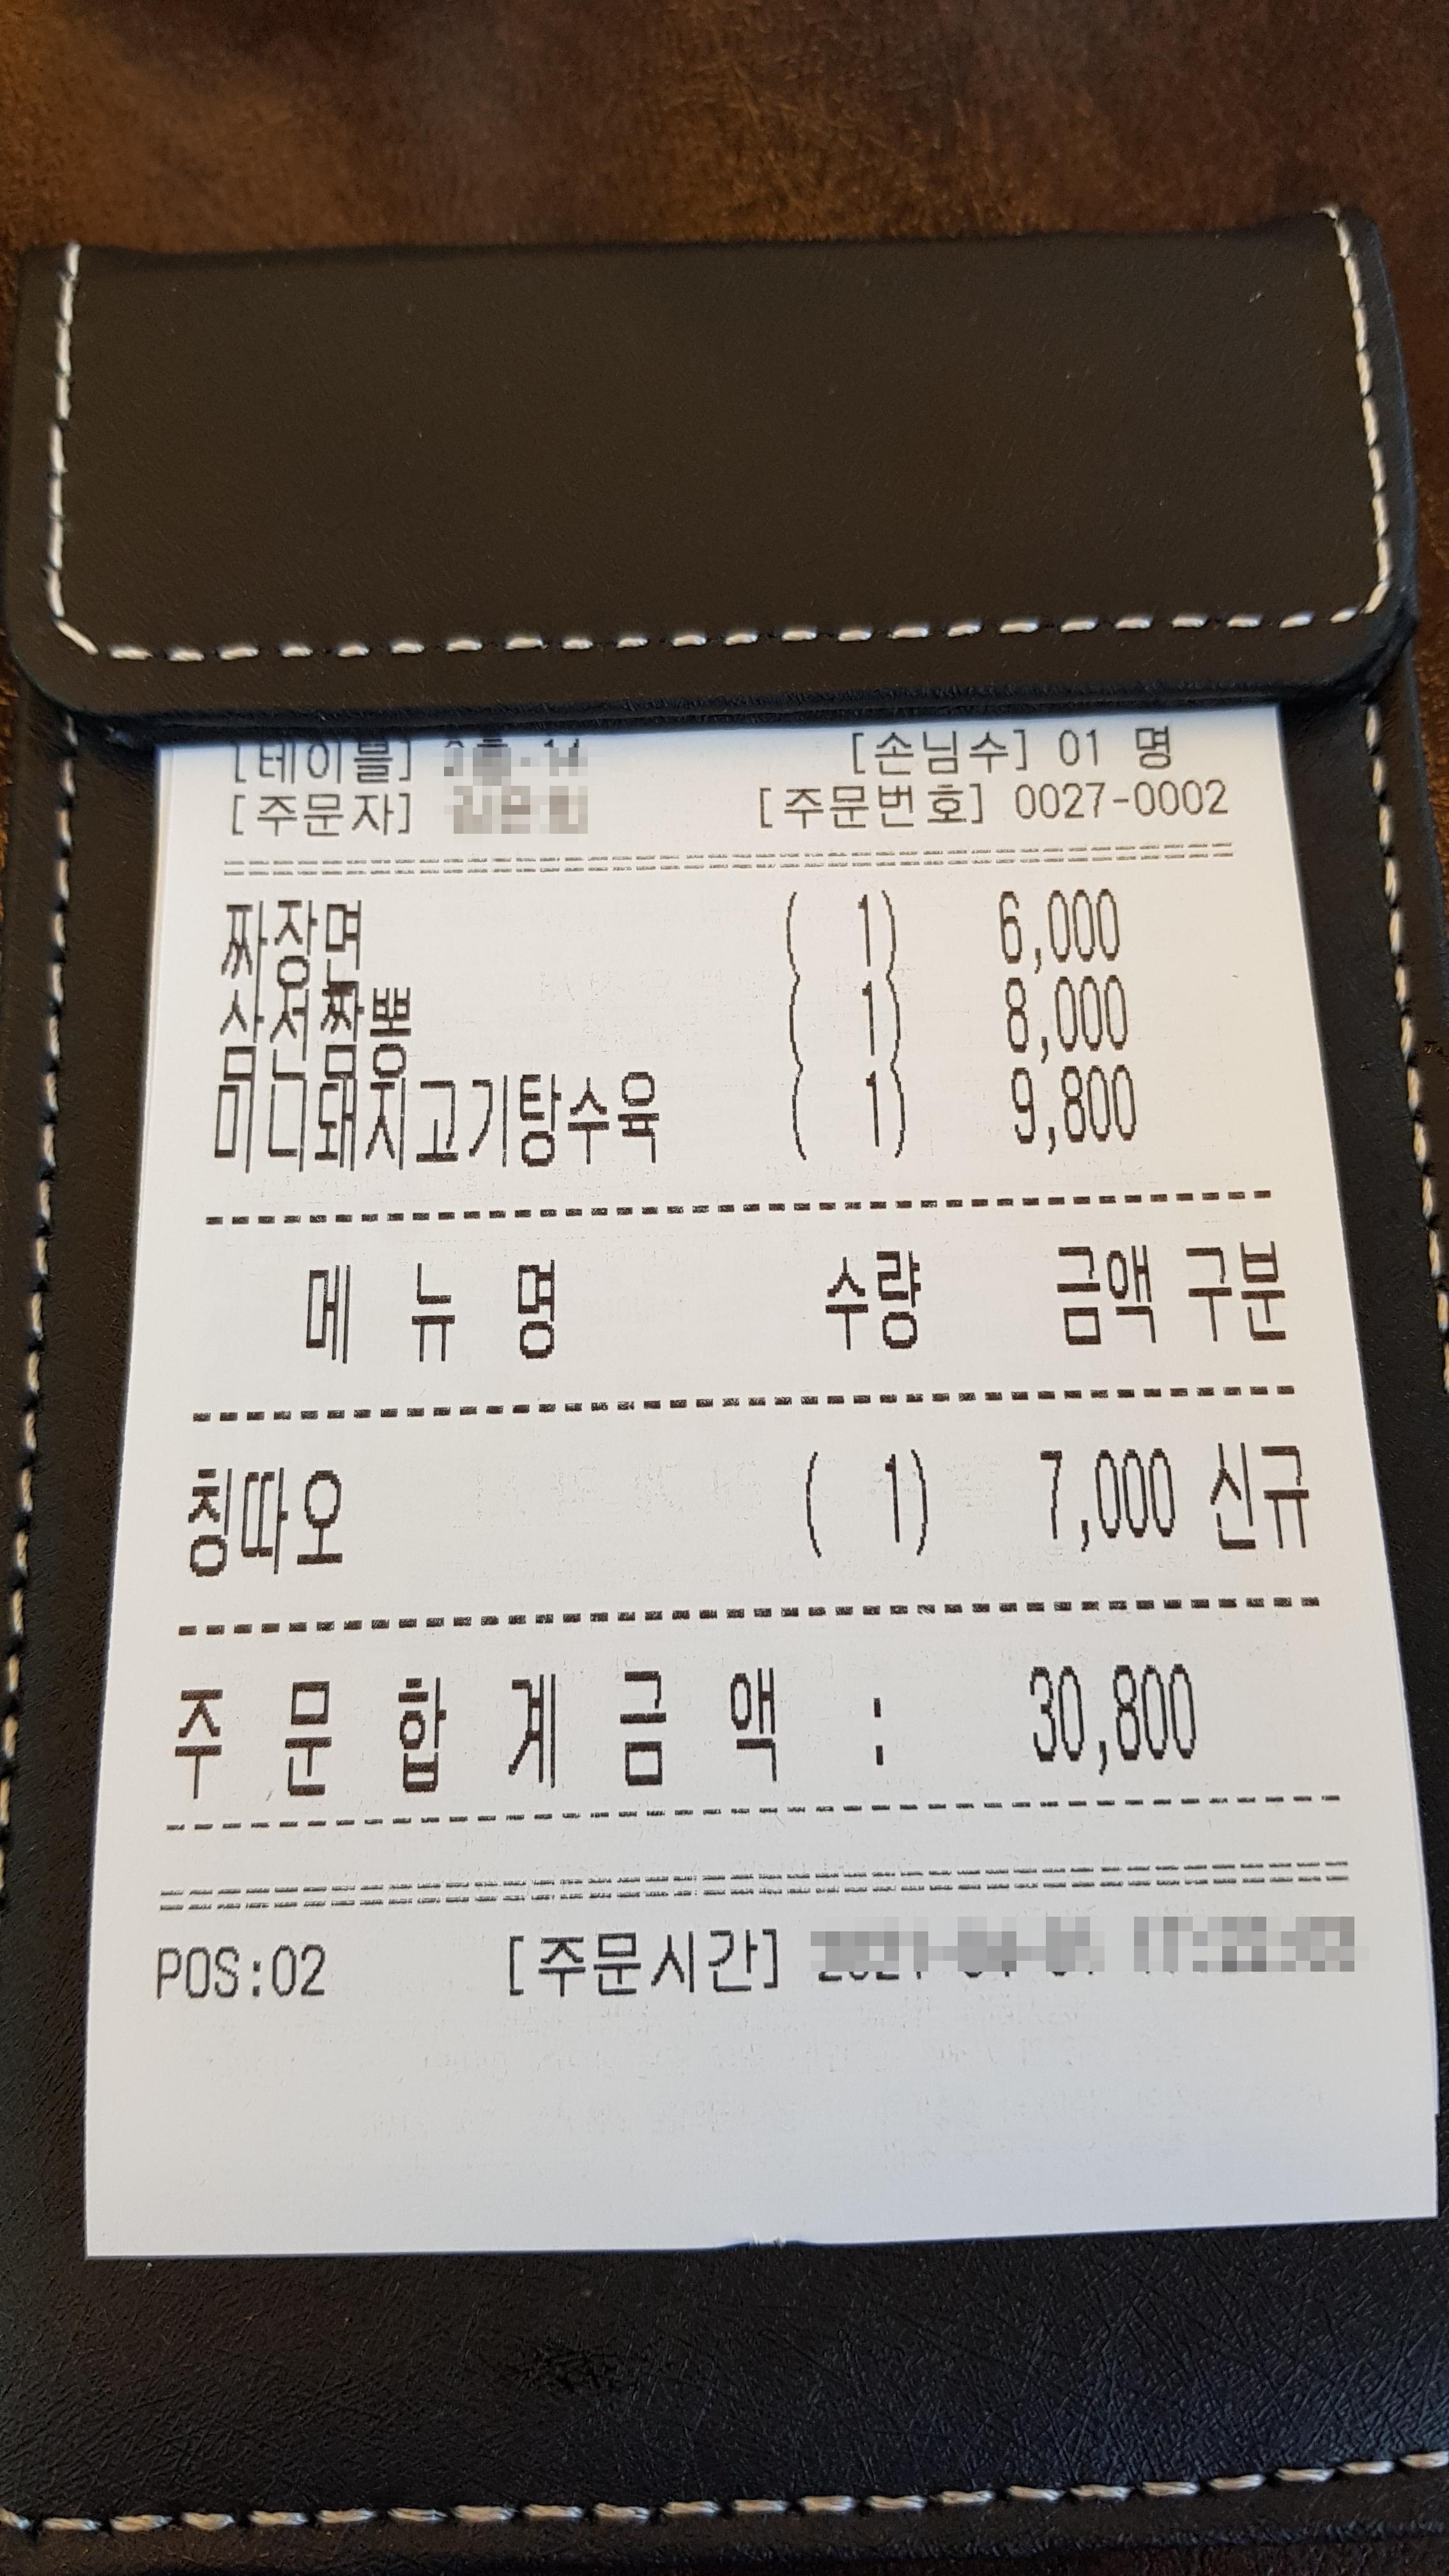 [테이블] [손님수] 01 명
[주문자] [주문번호] 0027-0002
짜장면 ( 1) 6,000
삼선짬뽕 ( 1) 8,000
미니돼지고기탕수육 ( 1) 9,800
메 뉴 명 수량 금액 구분
칭따오 ( 1) 7,000 신규
주 문 합 계 금 액 : 30,800
POS:02 [주문시간]